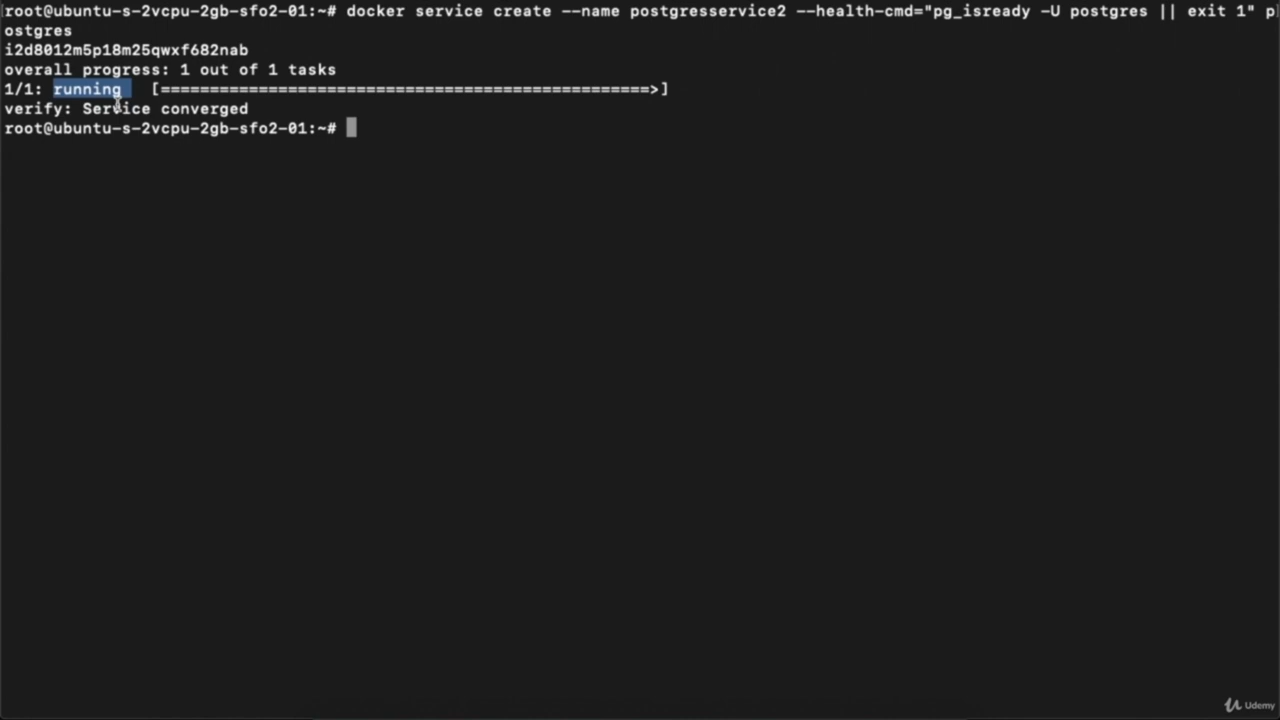 root@ubuntu-s-2vcpu-2gb-sfo2-01:~# docker service create --name postgresservice2 --health-cmd="pg_isready -U postgres || exit 1" p
ostgres
i2d8012m5p18m25qwxf682nab
overall progress: 1 out of 1 tasks
1/1: running   [==================================================>]
verify: Service converged
root@ubuntu-s-2vcpu-2gb-sfo2-01:~#
Udemy